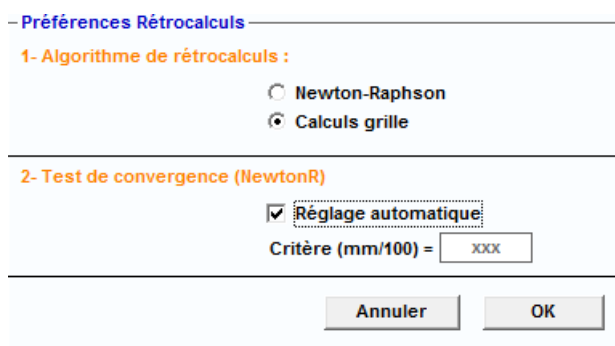 Préférences Rétrocalculs
1- Algorithme de rétrocalculs :
Newton-Raphson
Calculs grille
2- Test de convergence (NewtonR)
Réglage automatique
Critère (mm/100) = xxx
Annuler OK